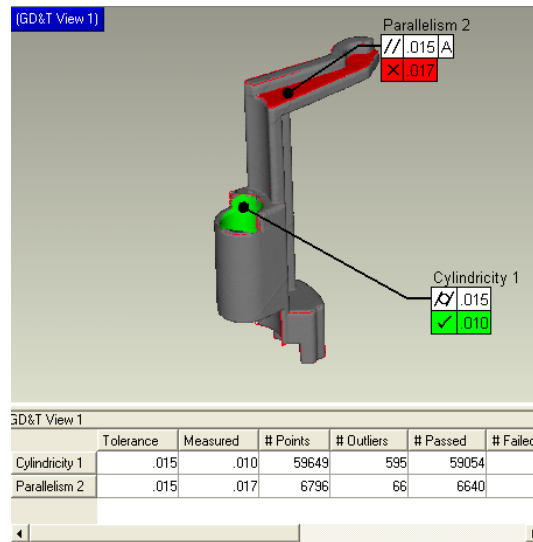 (GD&T View 1)
Parallelism 2
// .015 A
✕ .017
Cylindricity 1
⌭ .015
✓ .010
GD&T View 1
Tolerance Measured # Points # Outliers # Passed # Failed
Cylindricity 1 .015 .010 59649 595 59054
Parallelism 2 .015 .017 6796 66 6640